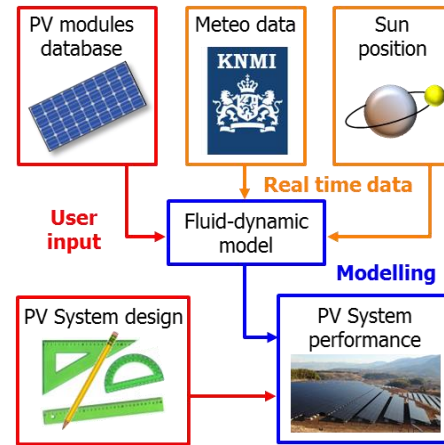 PV modules
database
Meteo data
KNMI
Sun
position
Real time data
User
input
Fluid-dynamic
model
Modelling
PV System design
PV System
performance